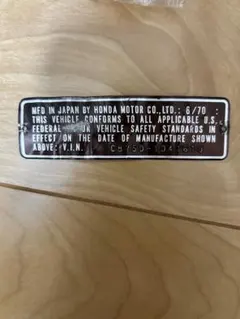 MFD IN JAPAN BY HONDA MOTOR CO., LTD.: 6/70 :
THIS VEHICLE CONFORMS TO ALL APPLICABLE U.S.
FEDERAL VEHICLE SAFETY STANDARDS IN
EFFECT ON THE DATE OF MANUFACTURE SHOWN
ABOVE: V.I.N.